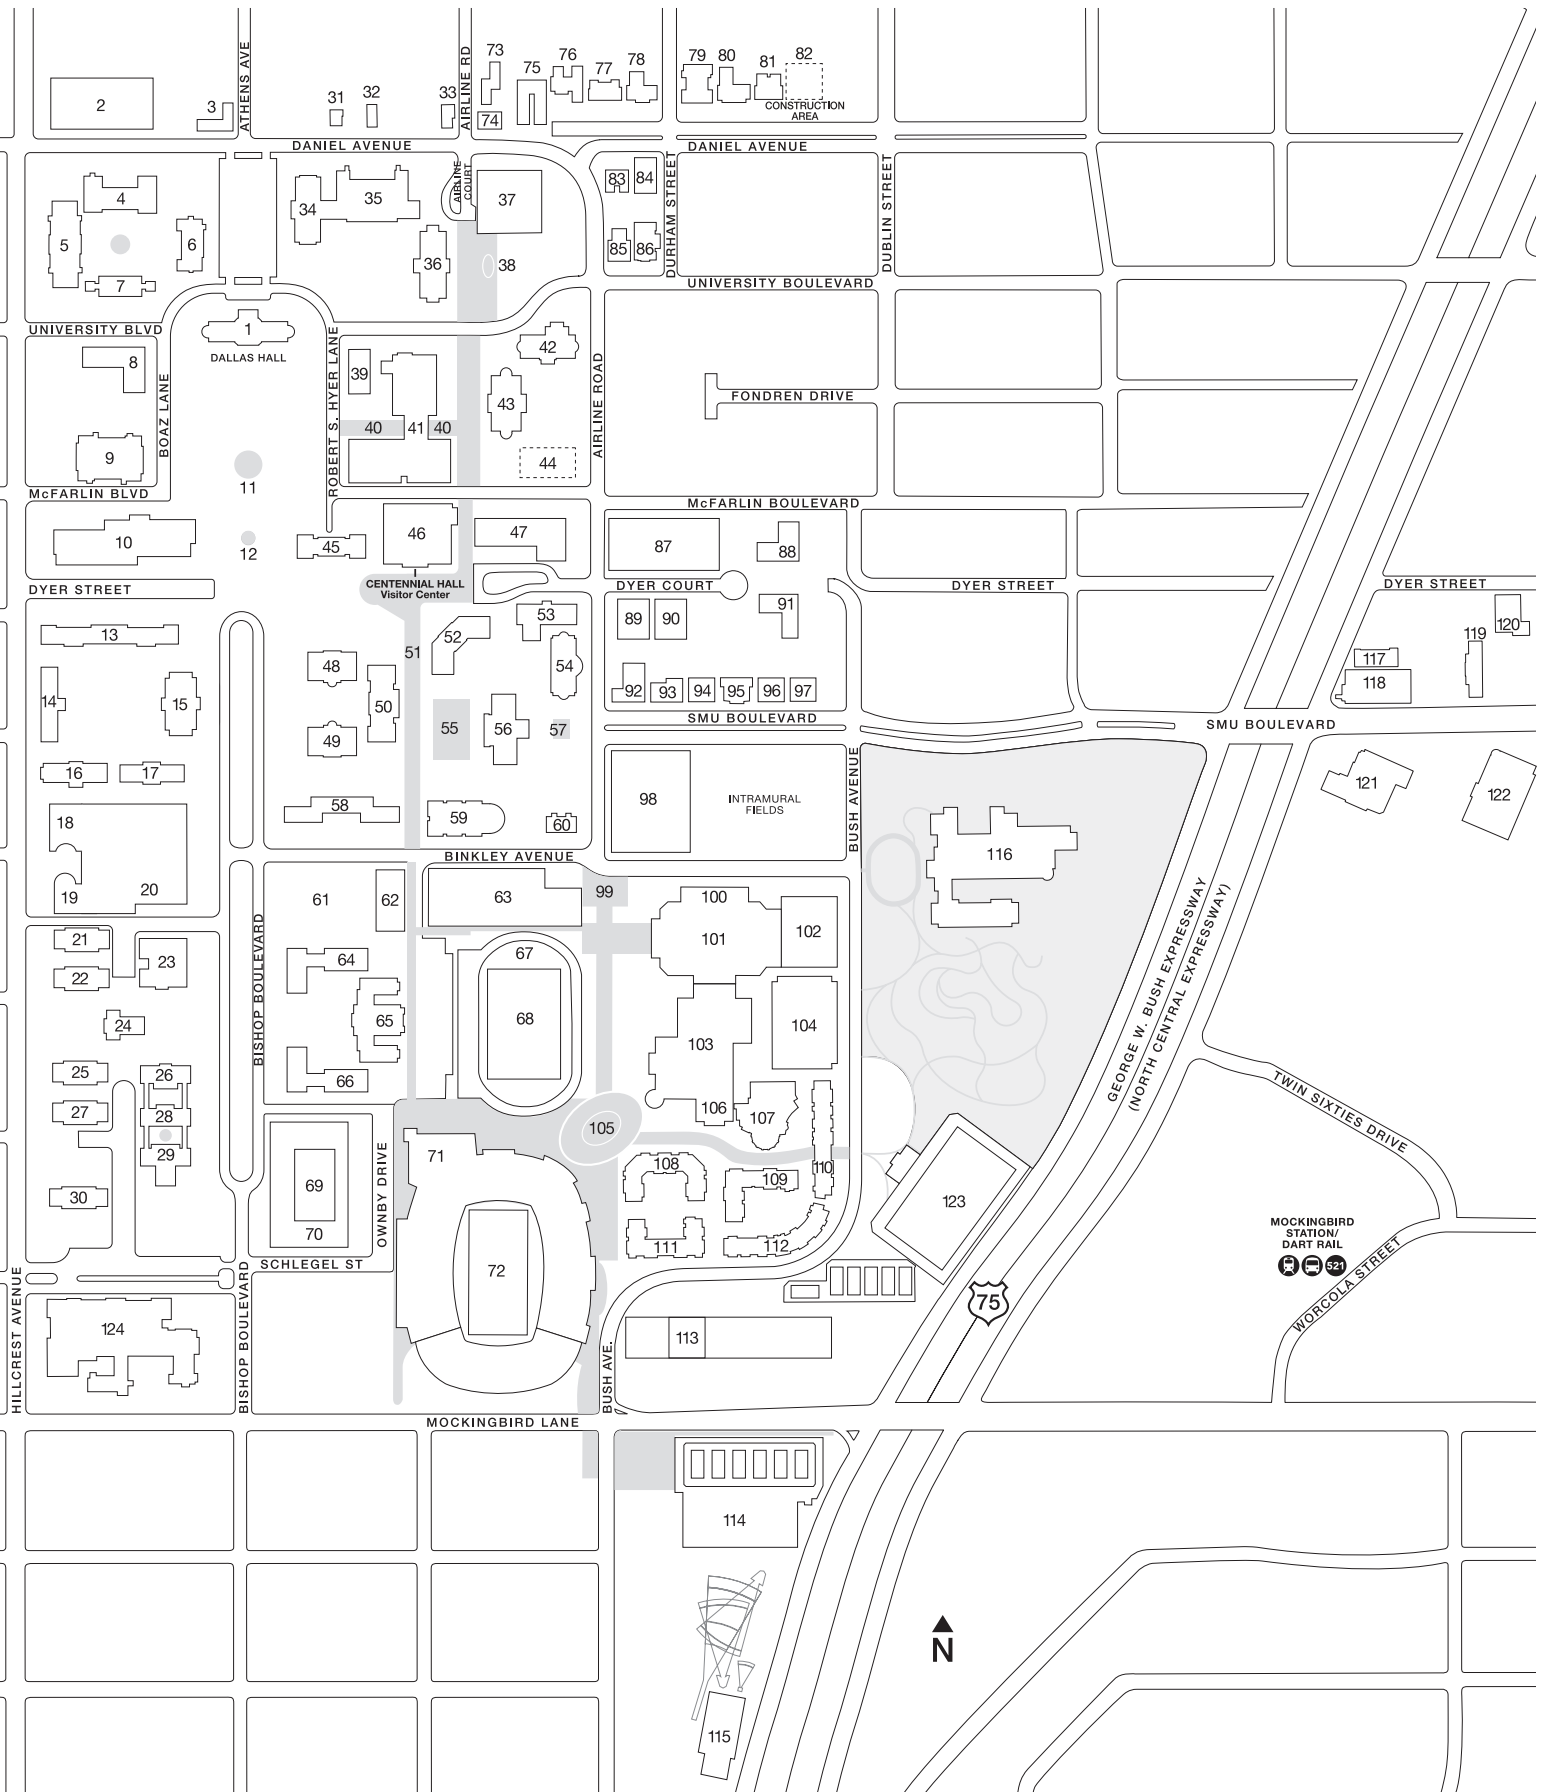 73
76
78
79
80
81
82
75
77
31
32
33
2
3
74
ATHENS AVE
AIRLINE RD
CONSTRUCTION
AREA
DANIEL AVENUE
DANIEL AVENUE
AIRLINE
COURT
DURHAM STREET
DUBLIN STREET
4
35
37
83
84
34
5
6
36
38
85
86
7
UNIVERSITY BOULEVARD
UNIVERSITY BLVD
1
DALLAS HALL
42
8
39
BOAZ LANE
ROBERT S. HYER LANE
43
AIRLINE ROAD
FONDREN DRIVE
40
41
40
9
44
11
McFARLIN BLVD
McFARLIN BOULEVARD
10
12
45
46
47
87
88
CENTENNIAL HALL
Visitor Center
DYER STREET
DYER COURT
DYER STREET
DYER STREET
13
52
53
89
90
91
120
119
51
48
54
117
118
14
15
50
92
93
94
95
96
97
SMU BOULEVARD
SMU BOULEVARD
49
55
56
57
16
17
121
122
98
INTRAMURAL
FIELDS
BUSH AVENUE
58
59
60
18
116
BINKLEY AVENUE
19
20
61
62
63
99
100
101
102
21
22
23
BISHOP BOULEVARD
64
67
68
65
24
103
104
GEORGE W. BUSH EXPRESSWAY
(NORTH CENTRAL EXPRESSWAY)
25
26
66
27
28
106
107
TWIN SIXTIES DRIVE
105
29
71
108
109
110
30
69
70
OWNBY DRIVE
123
111
112
MOCKINGBIRD
STATION/
DART RAIL
521
SCHLEGEL ST
72
75
WORCOLA STREET
HILLCREST AVENUE
124
BISHOP BOULEVARD
113
BUSH AVE.
MOCKINGBIRD LANE
114
N
115